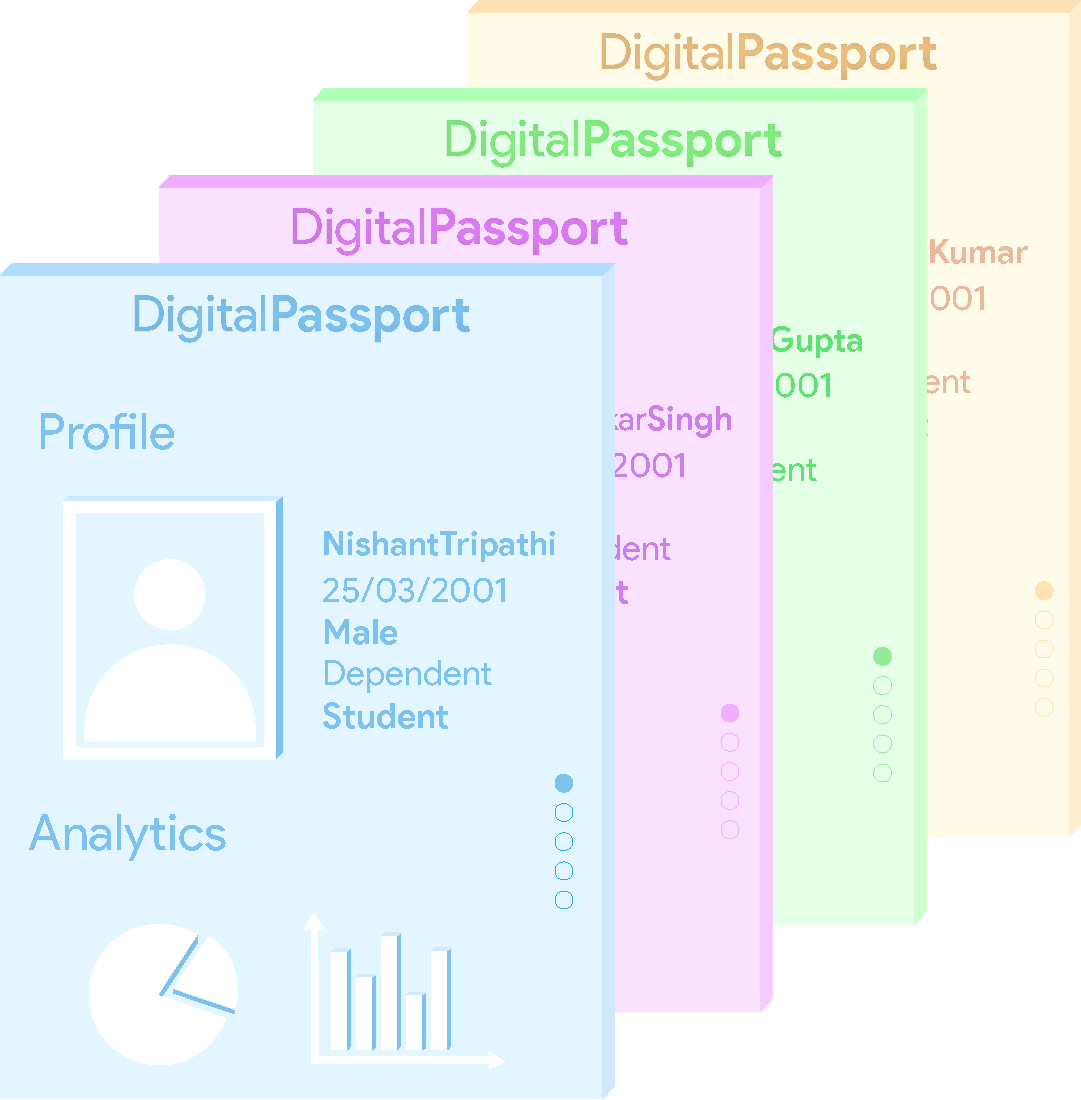 DigitalPassport
DigitalPassport
DigitalPassport
DigitalPassport
Kumar
001
ent
Gupta
001
ent
karSingh
2001
dent
t
Profile
NishantTripathi
25/03/2001
Male
Dependent
Student
Analytics